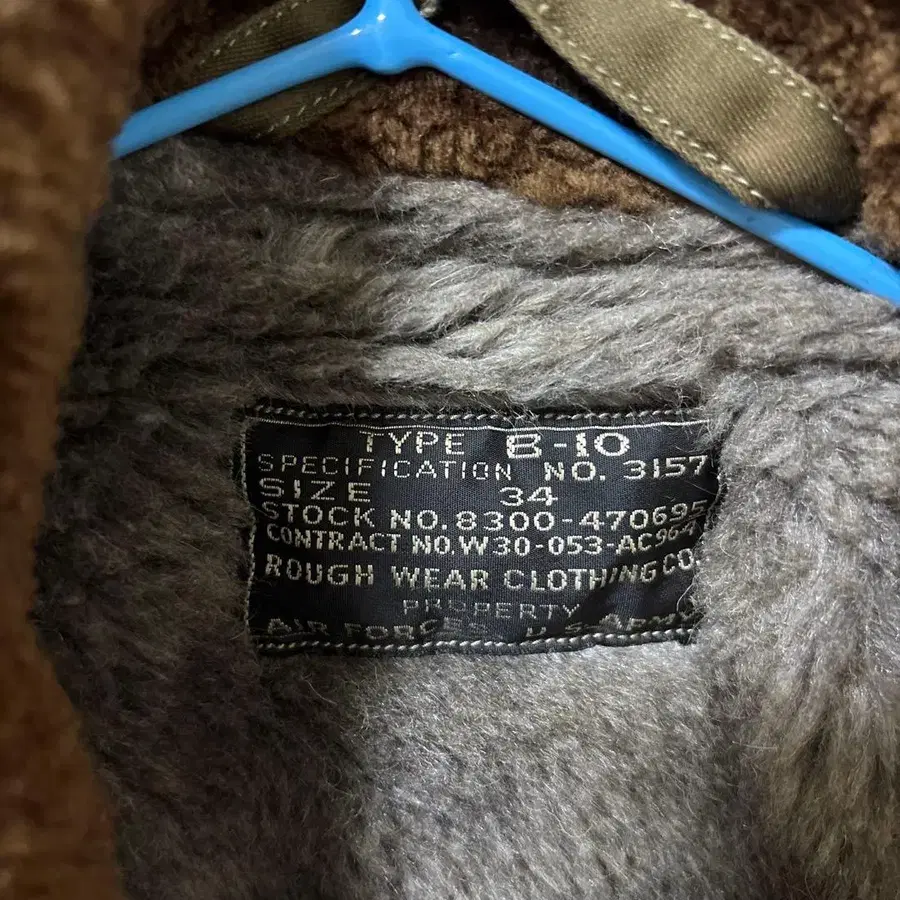 TYPE B-10
SPECIFICATION NO. 3157
SIZE 34
STOCK NO. 8300-470695
CONTRACT NO. W30-053-AC964
ROUGH WEAR CLOTHING CO.
PROPERTY
AIR FORCES U.S. ARMY